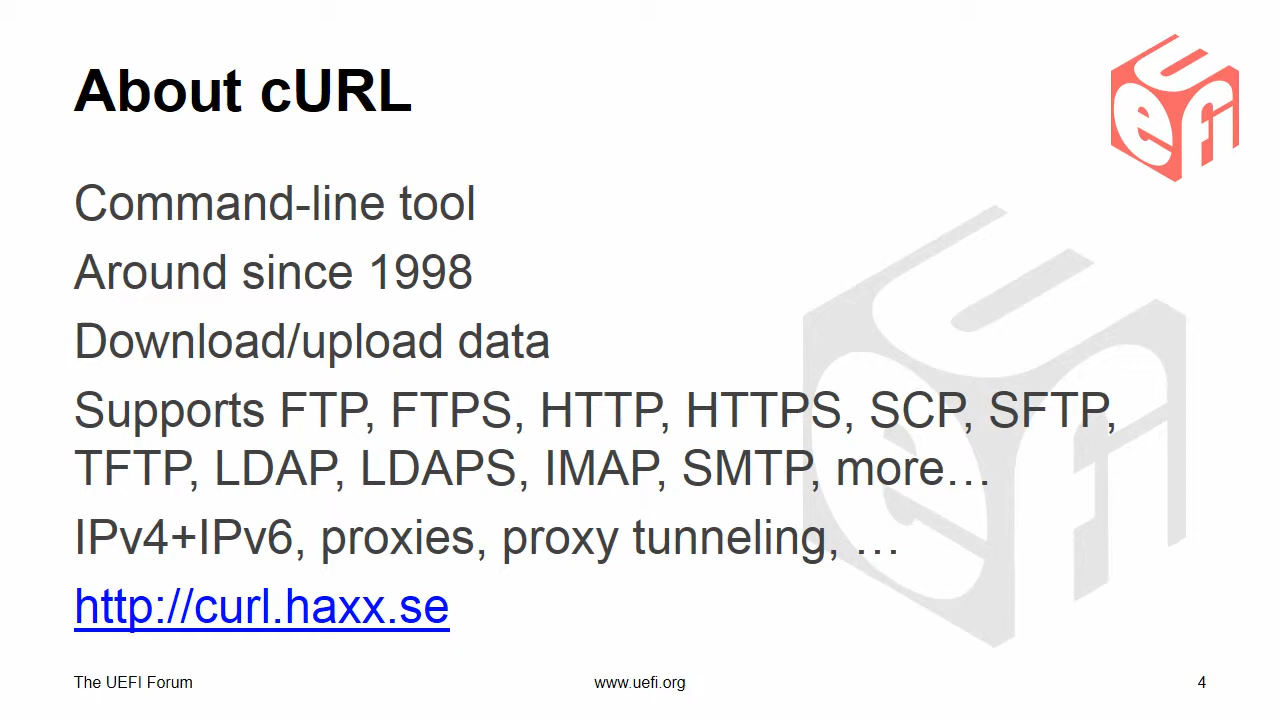 About cURL
UEFI
Command-line tool
Around since 1998
Download/upload data
Supports FTP, FTPS, HTTP, HTTPS, SCP, SFTP,
TFTP, LDAP, LDAPS, IMAP, SMTP, more…
IPv4+IPv6, proxies, proxy tunneling, …
http://curl.haxx.se
UEFI
The UEFI Forum
www.uefi.org
4